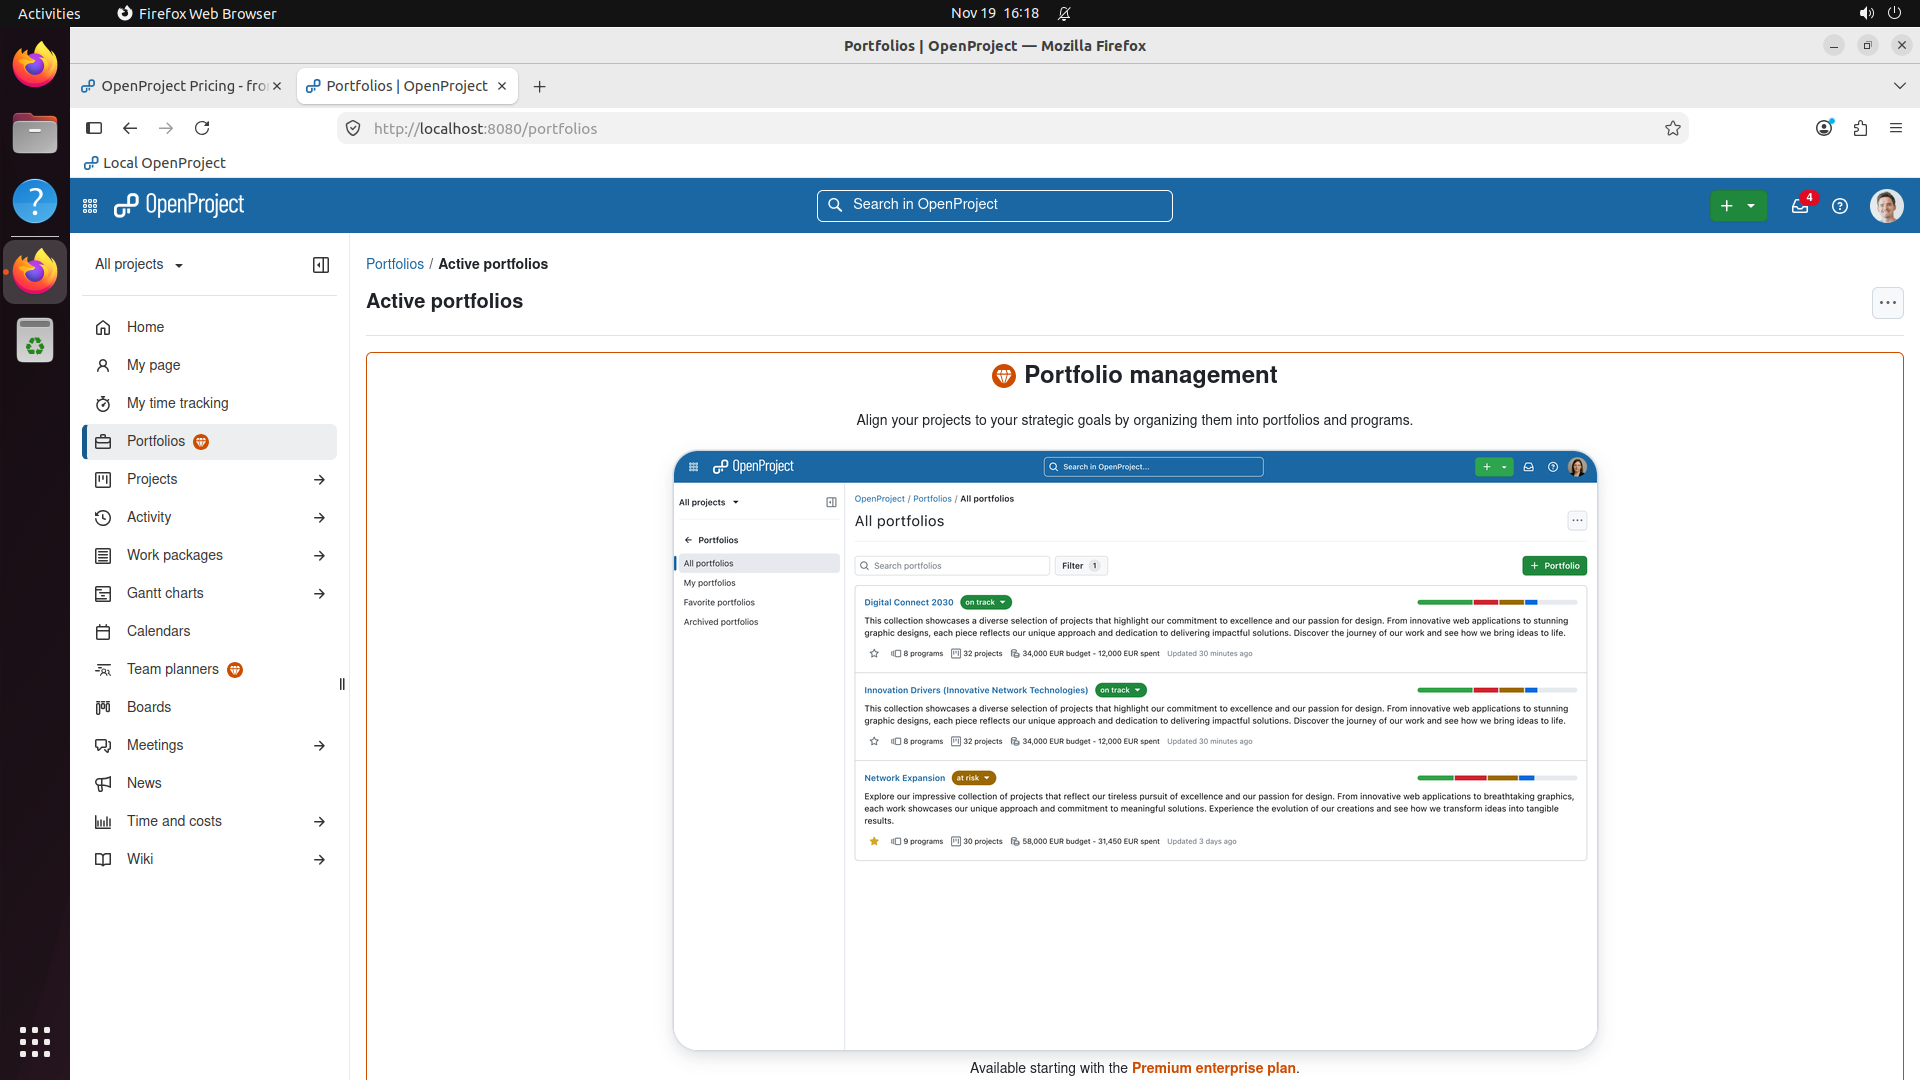 Activities
Firefox Web Browser
Nov 19 16:18
Portfolios | OpenProject — Mozilla Firefox
OpenProject Pricing - fro
Portfolios | OpenProject
http://localhost:8080/portfolios
Local OpenProject
OpenProject
Search in OpenProject
4
All projects
Home
My page
My time tracking
Portfolios
Projects
Activity
Work packages
Gantt charts
Calendars
Team planners
Boards
Meetings
News
Time and costs
Wiki
Portfolios / Active portfolios
Active portfolios
Portfolio management
Align your projects to your strategic goals by organizing them into portfolios and programs.
OpenProject
Search in OpenProject...
All projects
Portfolios
All portfolios
My portfolios
Favorite portfolios
Archived portfolios
OpenProject / Portfolios / All portfolios
All portfolios
Search portfolios
Filter 1
+ Portfolio
Digital Connect 2030 on track
This collection showcases a diverse selection of projects that highlight our commitment to excellence and our passion for design. From innovative web applications to stunning
graphic designs, each piece reflects our unique approach and dedication to delivering impactful solutions. Discover the journey of our work and see how we bring ideas to life.
8 programs 32 projects 34,000 EUR budget - 12,000 EUR spent Updated 30 minutes ago
Innovation Drivers (Innovative Network Technologies) on track
This collection showcases a diverse selection of projects that highlight our commitment to excellence and our passion for design. From innovative web applications to stunning
graphic designs, each piece reflects our unique approach and dedication to delivering impactful solutions. Discover the journey of our work and see how we bring ideas to life.
8 programs 32 projects 34,000 EUR budget - 12,000 EUR spent Updated 30 minutes ago
Network Expansion at risk
Explore our impressive collection of projects that reflect our tireless pursuit of excellence and our passion for design. From innovative web applications to breathtaking graphics,
each work showcases our unique approach and commitment to meaningful solutions. Experience the evolution of our creations and see how we transform ideas into tangible
results.
9 programs 30 projects 58,000 EUR budget - 31,450 EUR spent Updated 3 days ago
Available starting with the Premium enterprise plan.